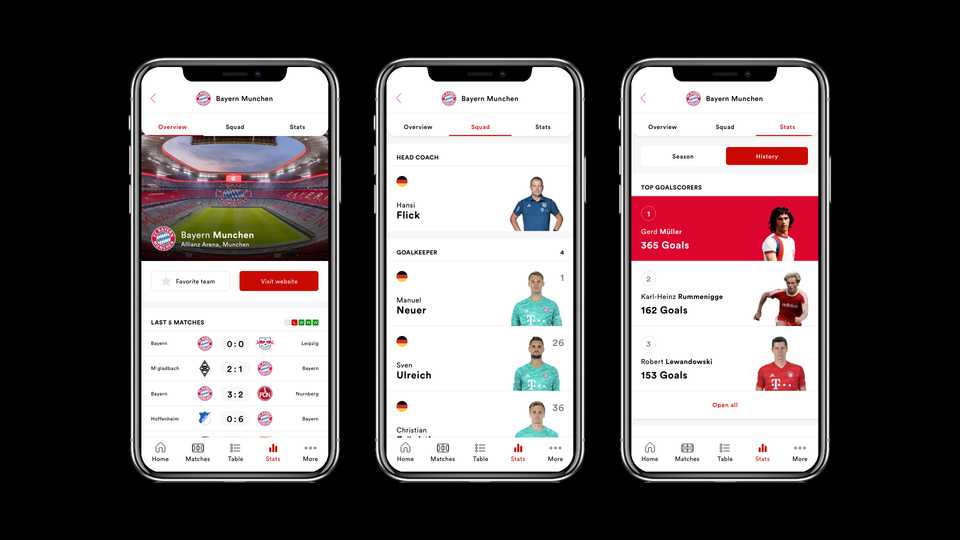 Bayern Munchen
Overview Squad Stats
Bayern Munchen
Allianz Arena, Munchen
Favorite team Visit website
LAST 5 MATCHES
Bayern 0:0 Leipzig
M'gladbach 2:1 Bayern
Bayern 3:2 Nurnberg
Hoffenheim 0:6 Bayern
Home Matches Table Stats More
Bayern Munchen
Overview Squad Stats
HEAD COACH
Hansi
Flick
GOALKEEPER 4
1
Manuel
Neuer
26
Sven
Ulreich
36
Christian
Home Matches Table Stats More
Bayern Munchen
Overview Squad Stats
Season History
TOP GOALSCORERS
1
Gerd Müller
365 Goals
2
Karl-Heinz Rummenigge
162 Goals
3
Robert Lewandowski
153 Goals
Open all
Home Matches Table Stats More